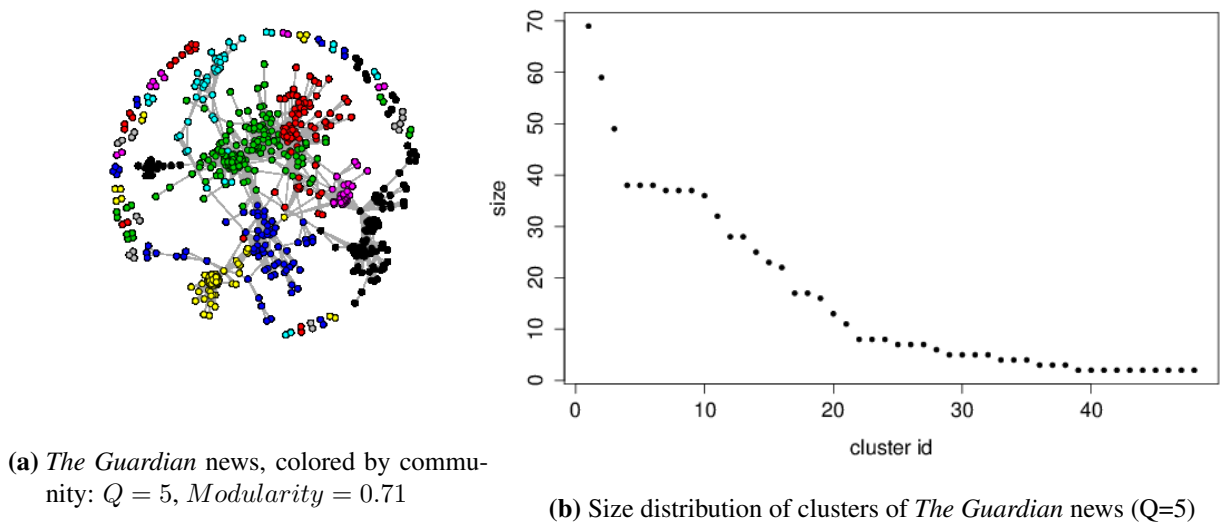 70
60
50
40
30
20
10
0
size
0 10 20 30 40
cluster id
(a) The Guardian news, colored by commu-
nity: Q = 5, Modularity = 0.71
(b) Size distribution of clusters of The Guardian news (Q=5)